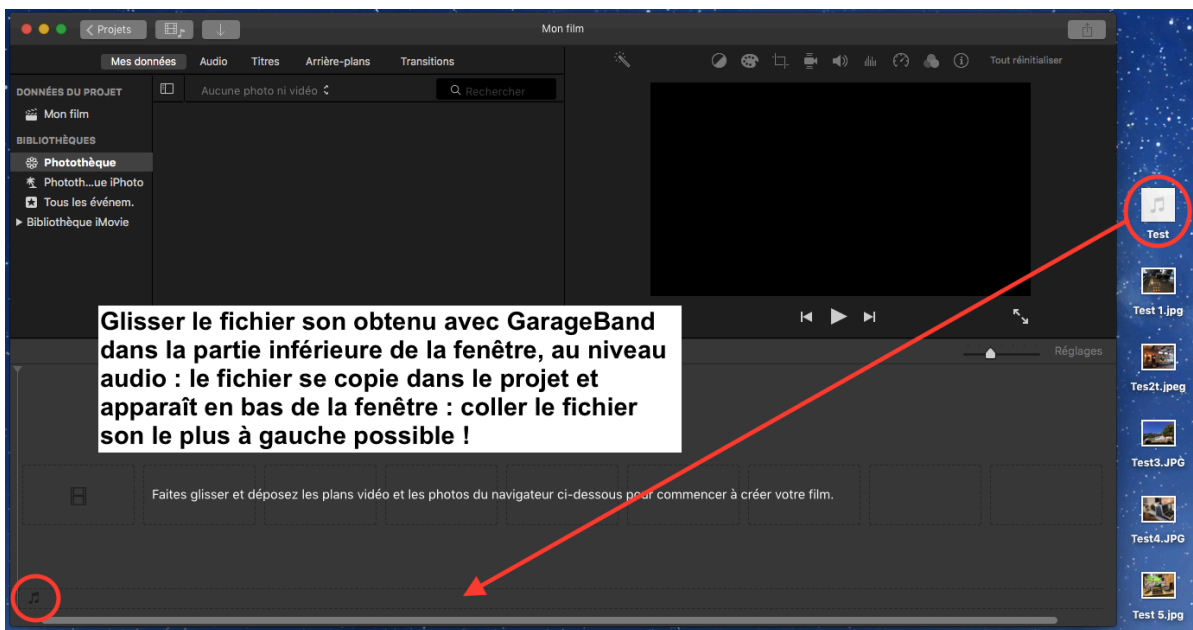 Projets
Mon film
Mes données Audio Titres Arrière-plans Transitions
Tout réinitialiser
DONNÉES DU PROJET
Aucune photo ni vidéo
Rechercher
Mon film
BIBLIOTHÈQUES
Photothèque
Pototh...ue iPhoto
Tous les événem.
Bibliothèque iMovie
Glisser le fichier son obtenu avec GarageBand
dans la partie inférieure de la fenêtre, au niveau
audio : le fichier se copie dans le projet et
apparaît en bas de la fenêtre : coller le fichier
son le plus à gauche possible !
Réglages
Faites glisser et déposez les plans vidéo et les photos du navigateur ci-dessous pour commencer à créer votre film.
Test
Test 1.jpg
Tes2t.jpeg
Test3.JPG
Test4.JPG
Test 5.jpg